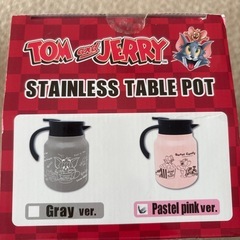 TOM and JERRY
STAINLESS TABLE POT
Gray ver.
Pastel pink ver.